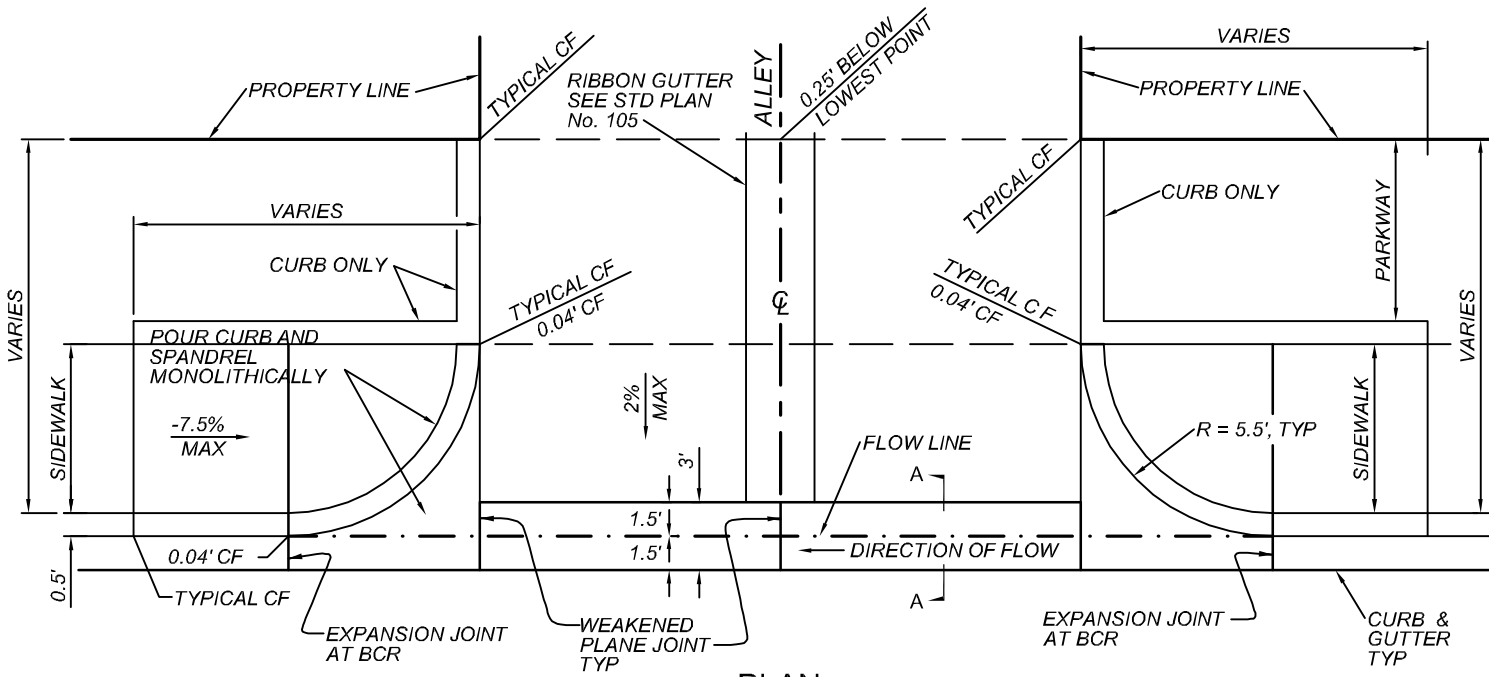 TYPICAL CF
ALLEY
0.25' BELOW
LOWEST POINT
VARIES
PROPERTY LINE
RIBBON GUTTER
SEE STD PLAN
No. 105
PROPERTY LINE
TYPICAL CF
CURB ONLY
PARKWAY
VARIES
CURB ONLY
TYPICAL CF
0.04' CF
℄
TYPICAL C F
0.04' CF
VARIES
VARIES
POUR CURB AND
SPANDREL
MONOLITHICALLY
SIDEWALK
-7.5%
MAX
2%
MAX
3'
FLOW LINE
R = 5.5', TYP
SIDEWALK
A
1.5'
1.5'
DIRECTION OF FLOW
0.04' CF
0.5'
TYPICAL CF
A
EXPANSION JOINT
AT BCR
WEAKENED
PLANE JOINT
TYP
EXPANSION JOINT
AT BCR
CURB &
GUTTER
TYP